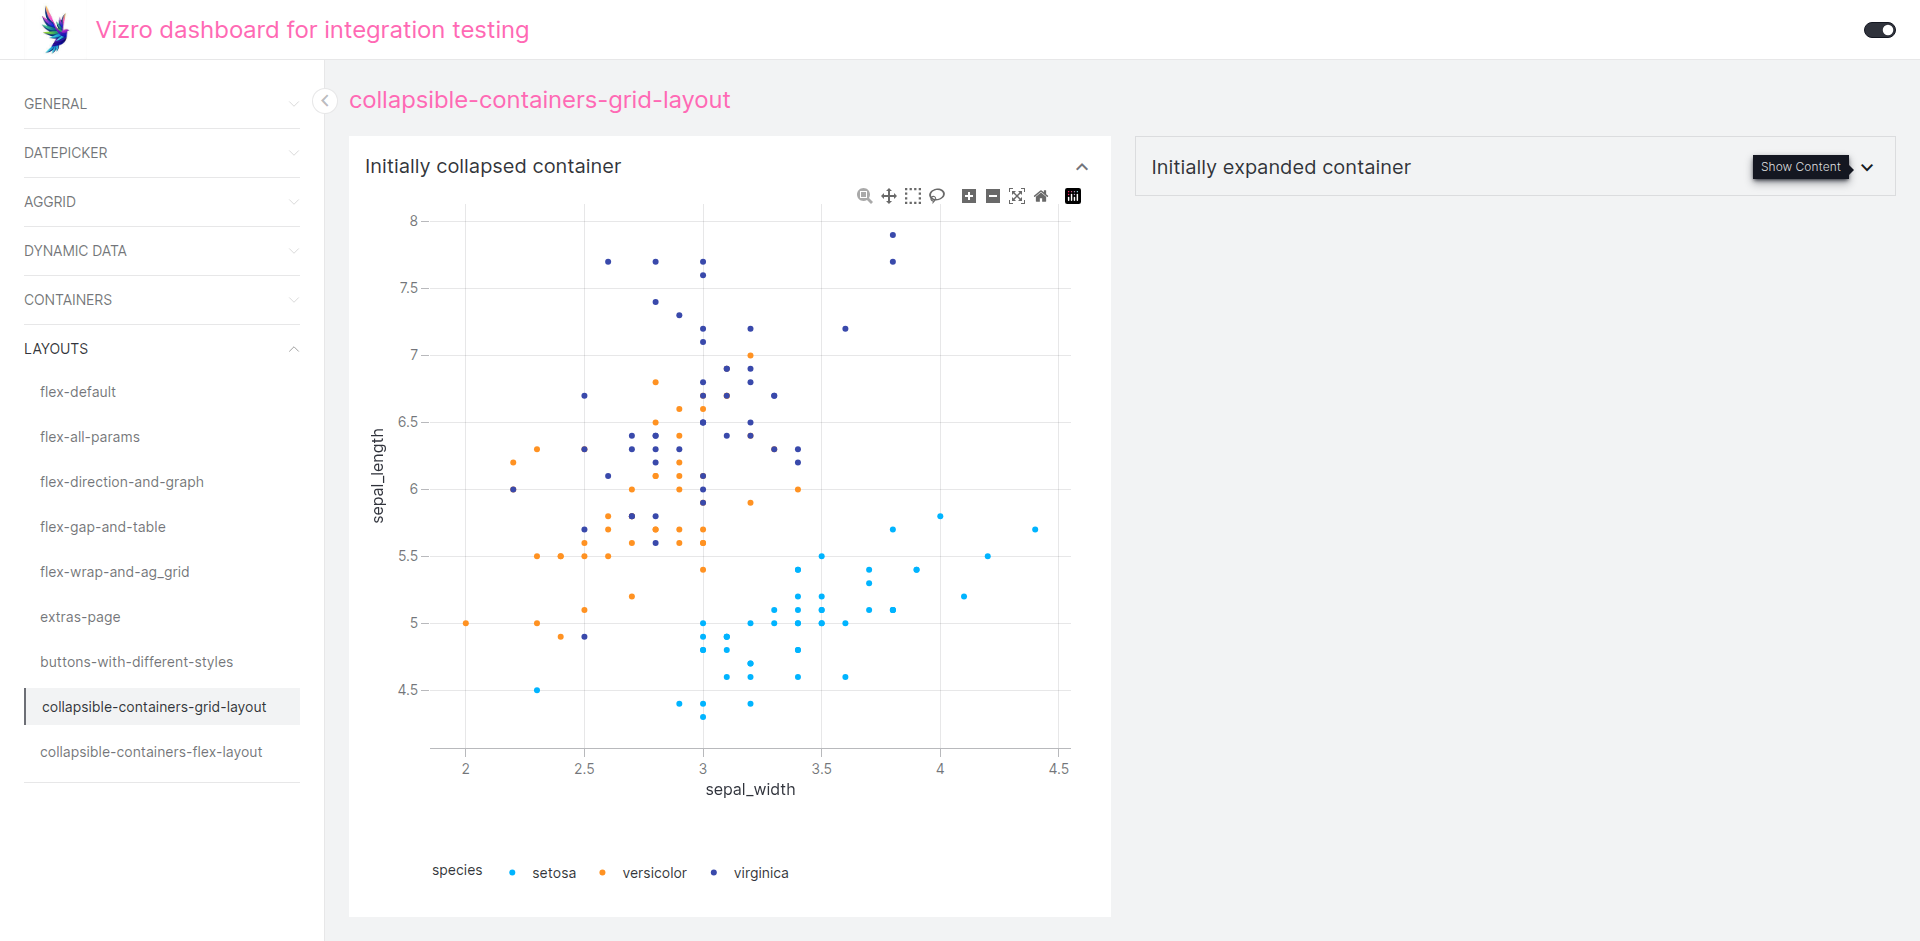 Vizro dashboard for integration testing
GENERAL
DATEPICKER
AGGRID
DYNAMIC DATA
CONTAINERS
LAYOUTS
flex-default
flex-all-params
flex-direction-and-graph
flex-gap-and-table
flex-wrap-and-ag_grid
extras-page
buttons-with-different-styles
collapsible-containers-grid-layout
collapsible-containers-flex-layout
collapsible-containers-grid-layout
Initially collapsed container
8
7.5
7
6.5
6
5.5
5
4.5
sepal_length
2 2.5 3 3.5 4 4.5
sepal_width
species setosa versicolor virginica
Initially expanded container
Show Content